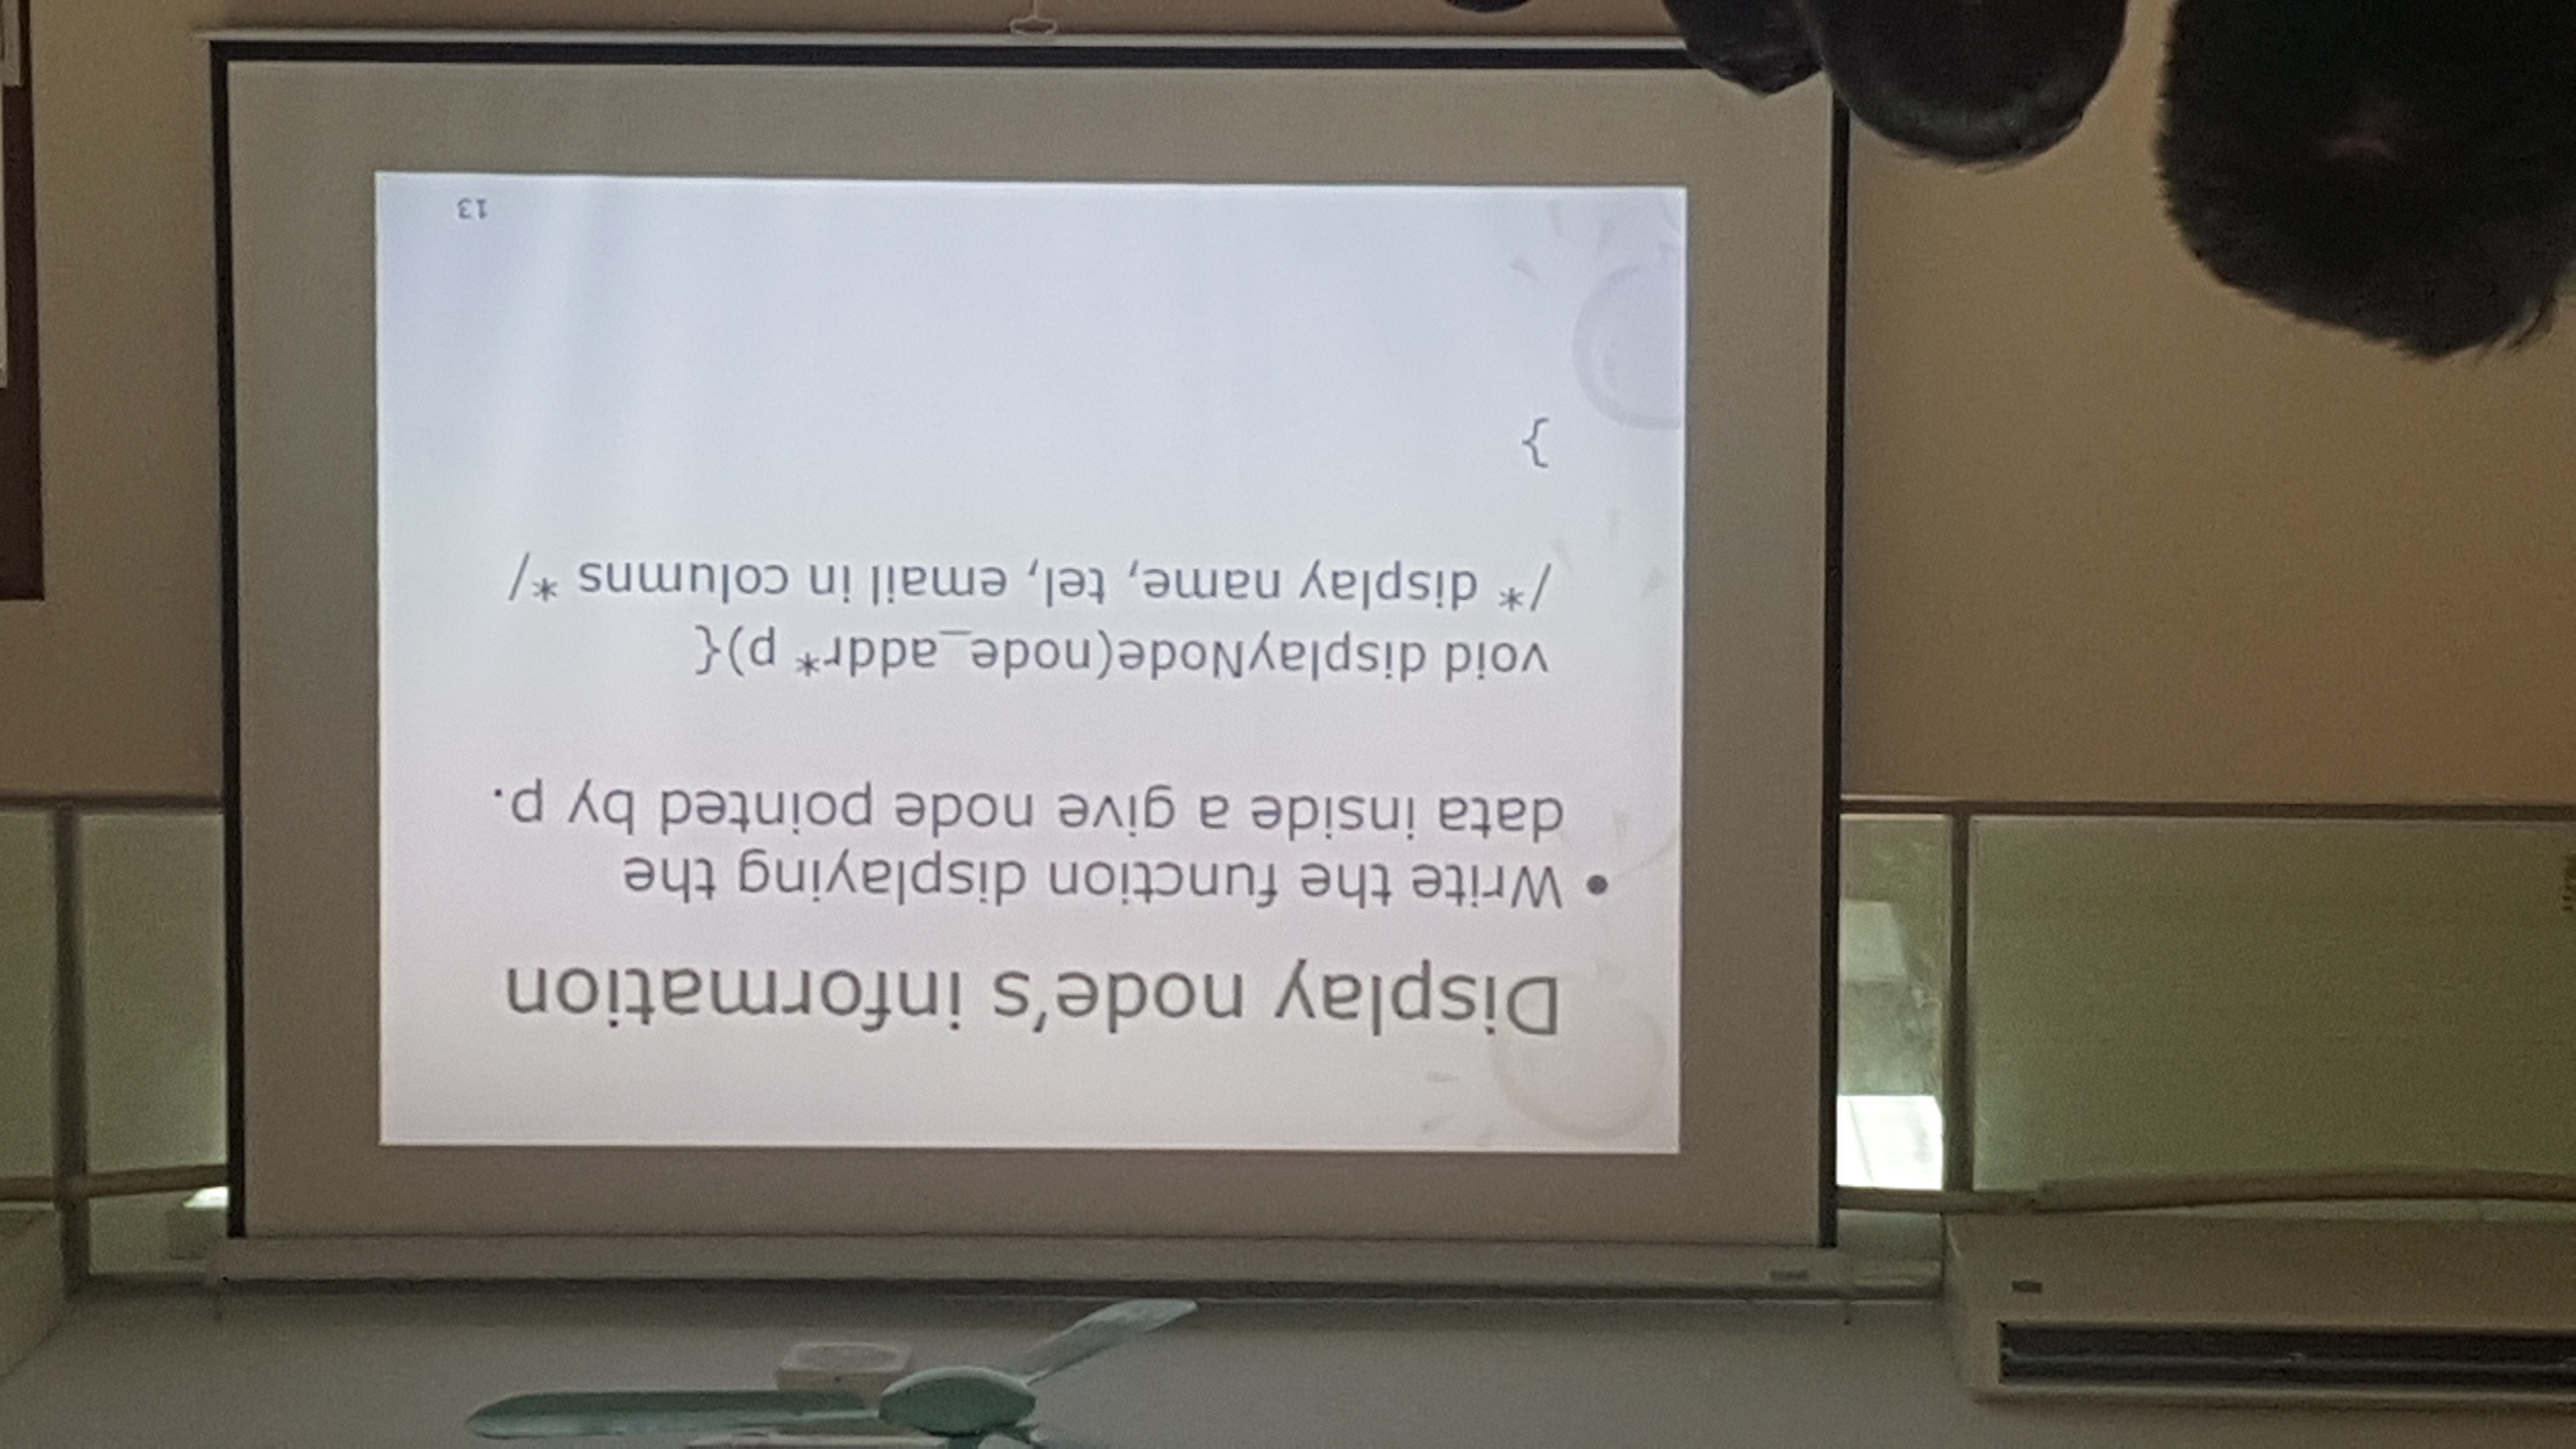 Display node’s information
• Write the function displaying the
data inside a give node pointed by p.
void displayNode(node_addr* p){
/* display name, tel, email in columns */
}
13